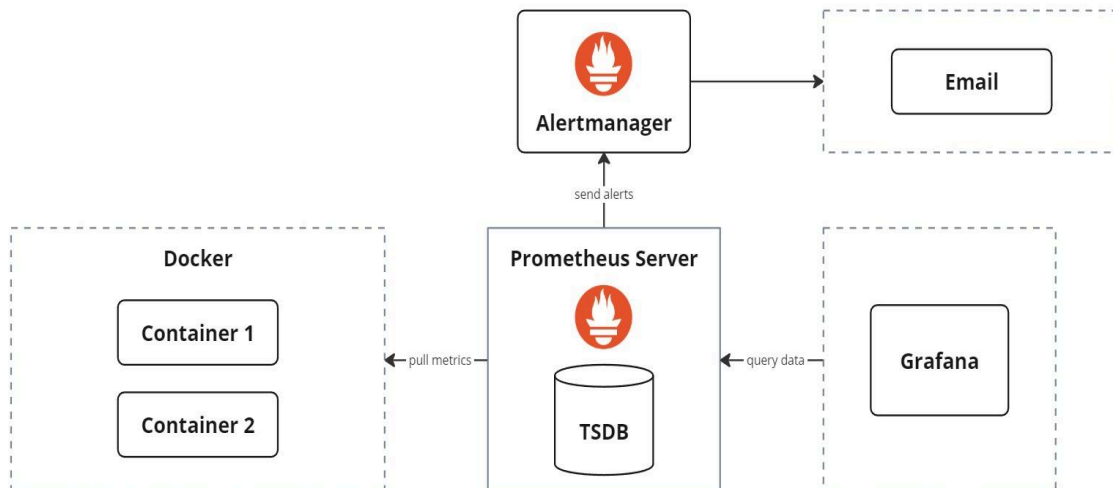 Alertmanager
Email
send alerts
Docker
Container 1
Container 2
pull metrics
Prometheus Server
TSDB
query data
Grafana